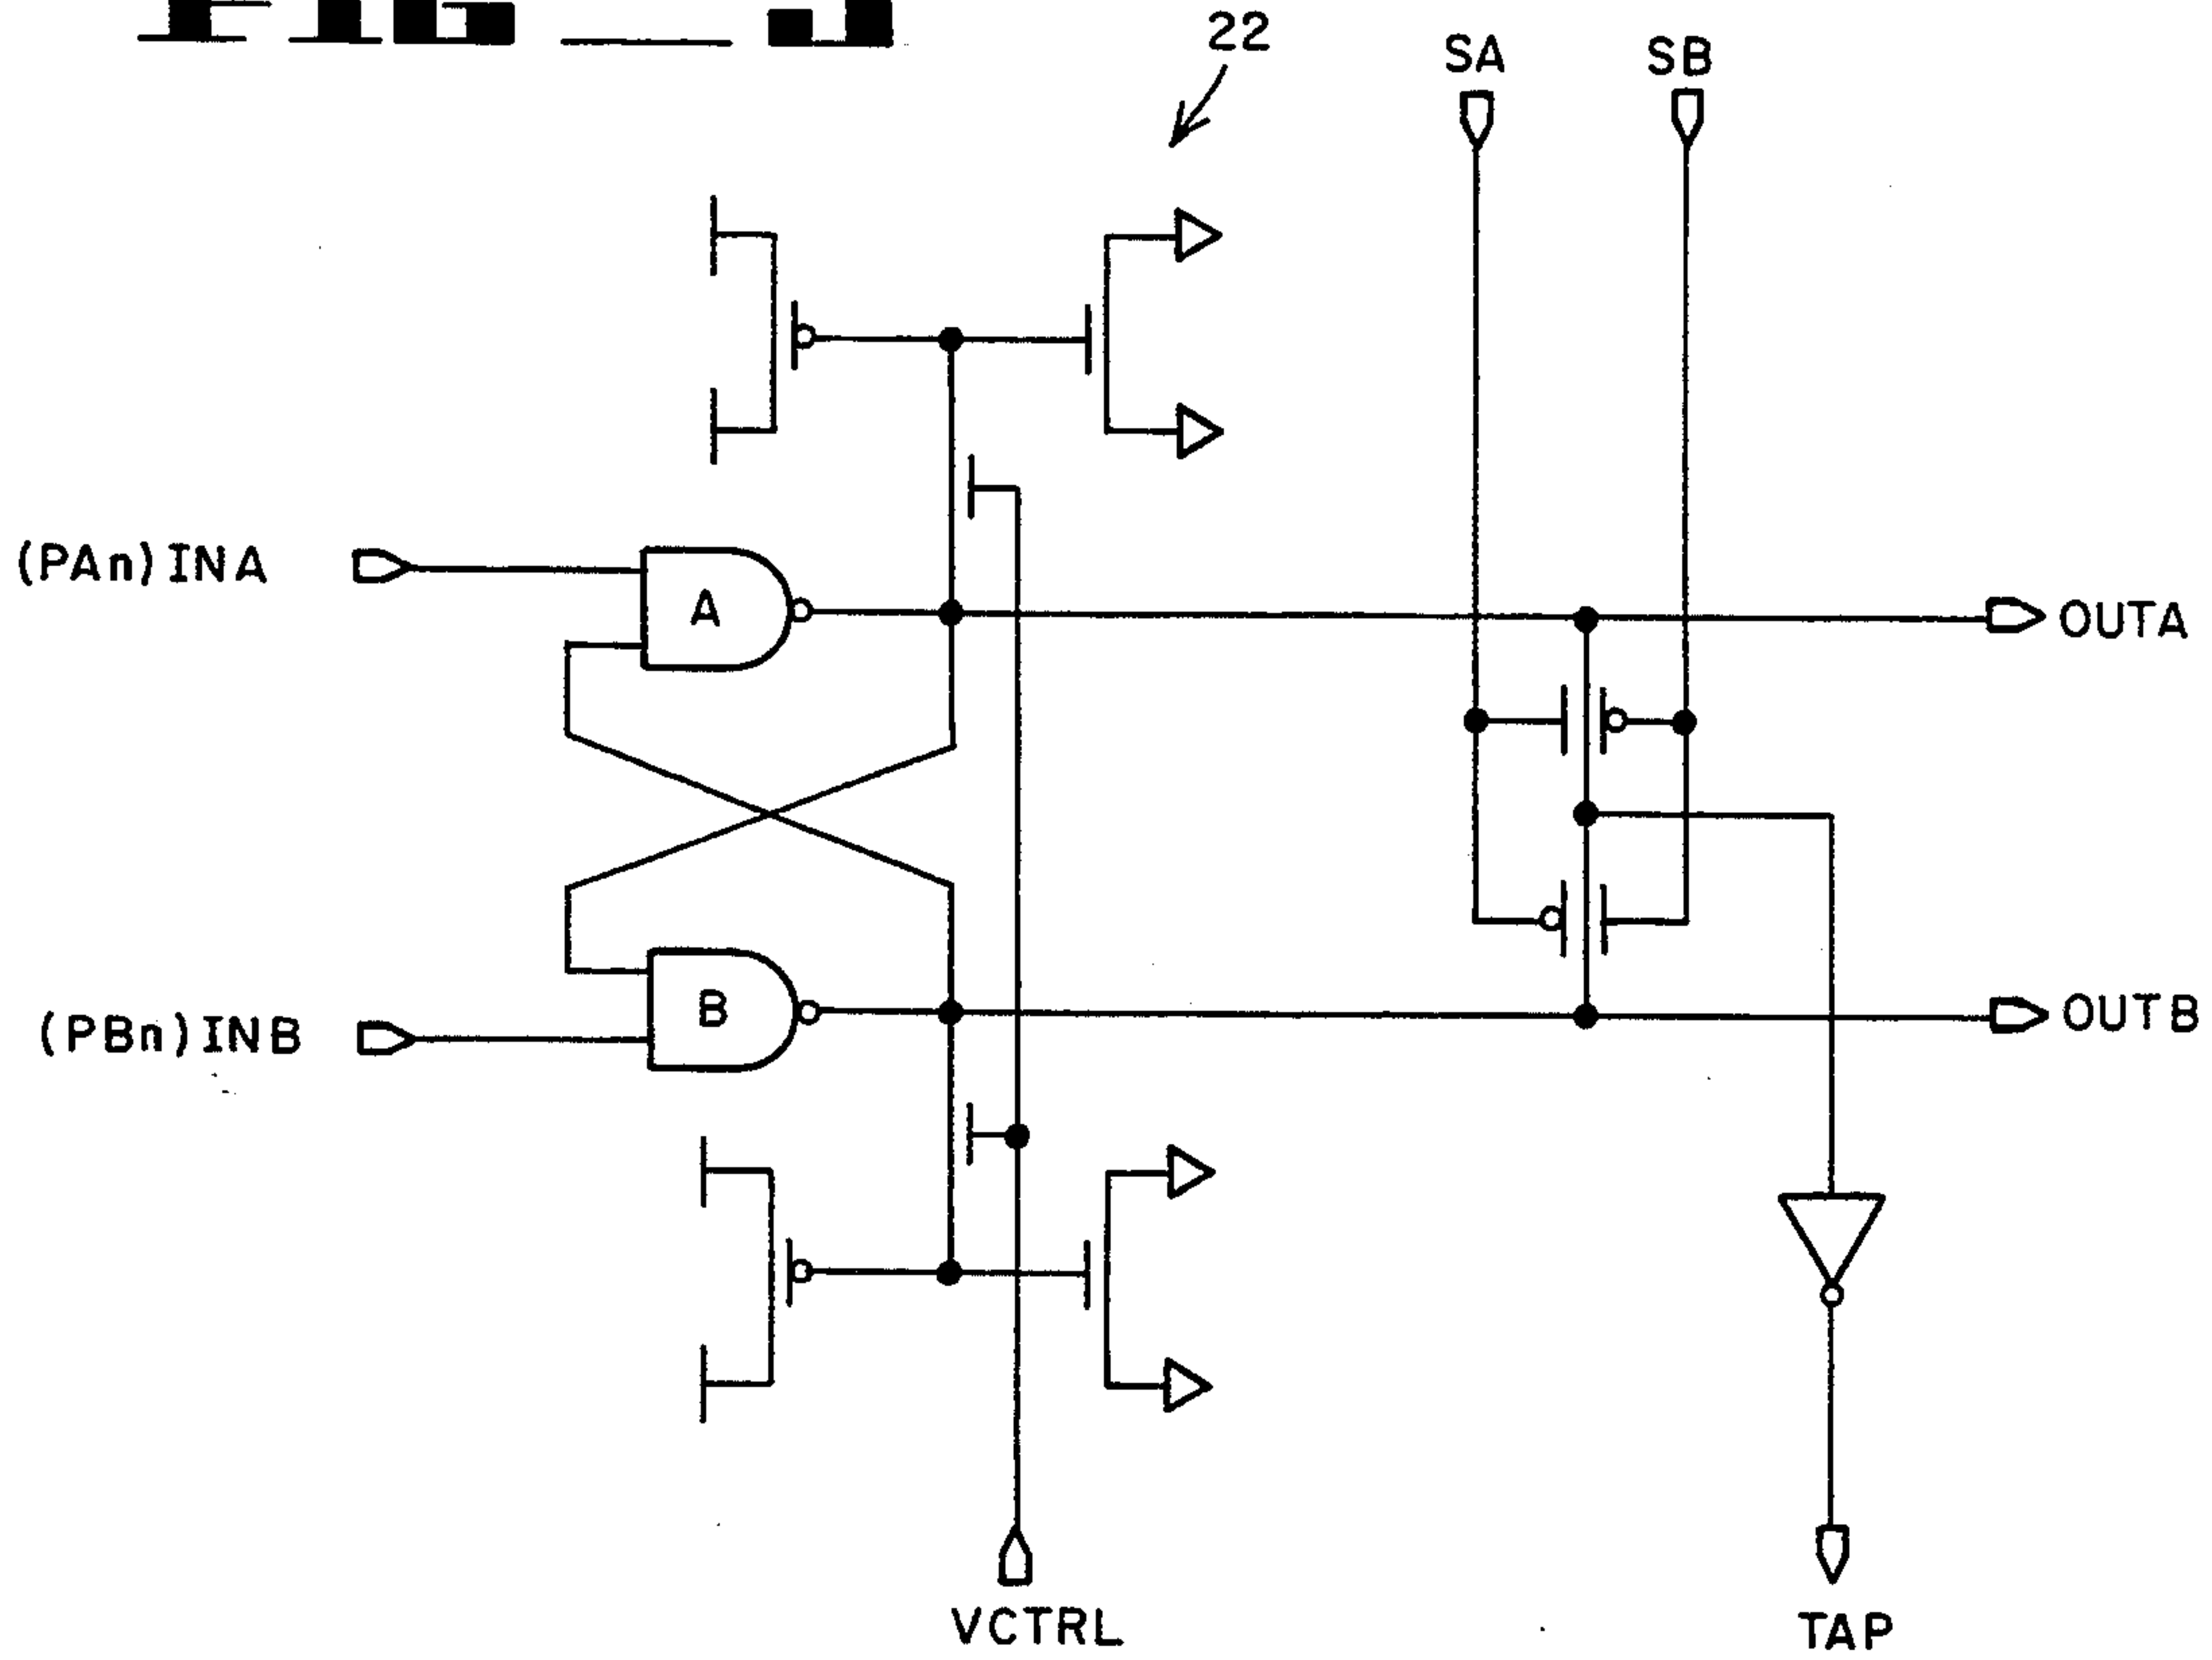 22
SA
SB
(PAn) INA
A
OUTA
B
(PBn) INB
OUTB
VCTRL
TAP